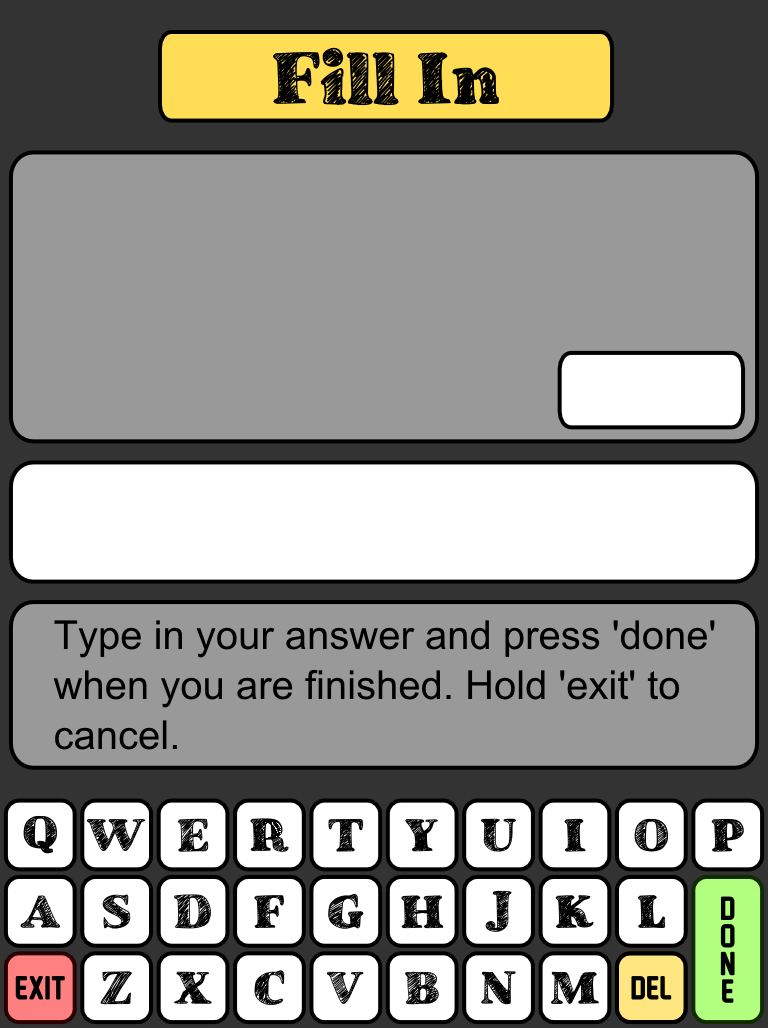 Fill In
Type in your answer and press 'done'
when you are finished. Hold 'exit' to
cancel.
Q W E R T Y U I O P
A S D F G H J K L DONE
EXIT Z X C V B N M DEL